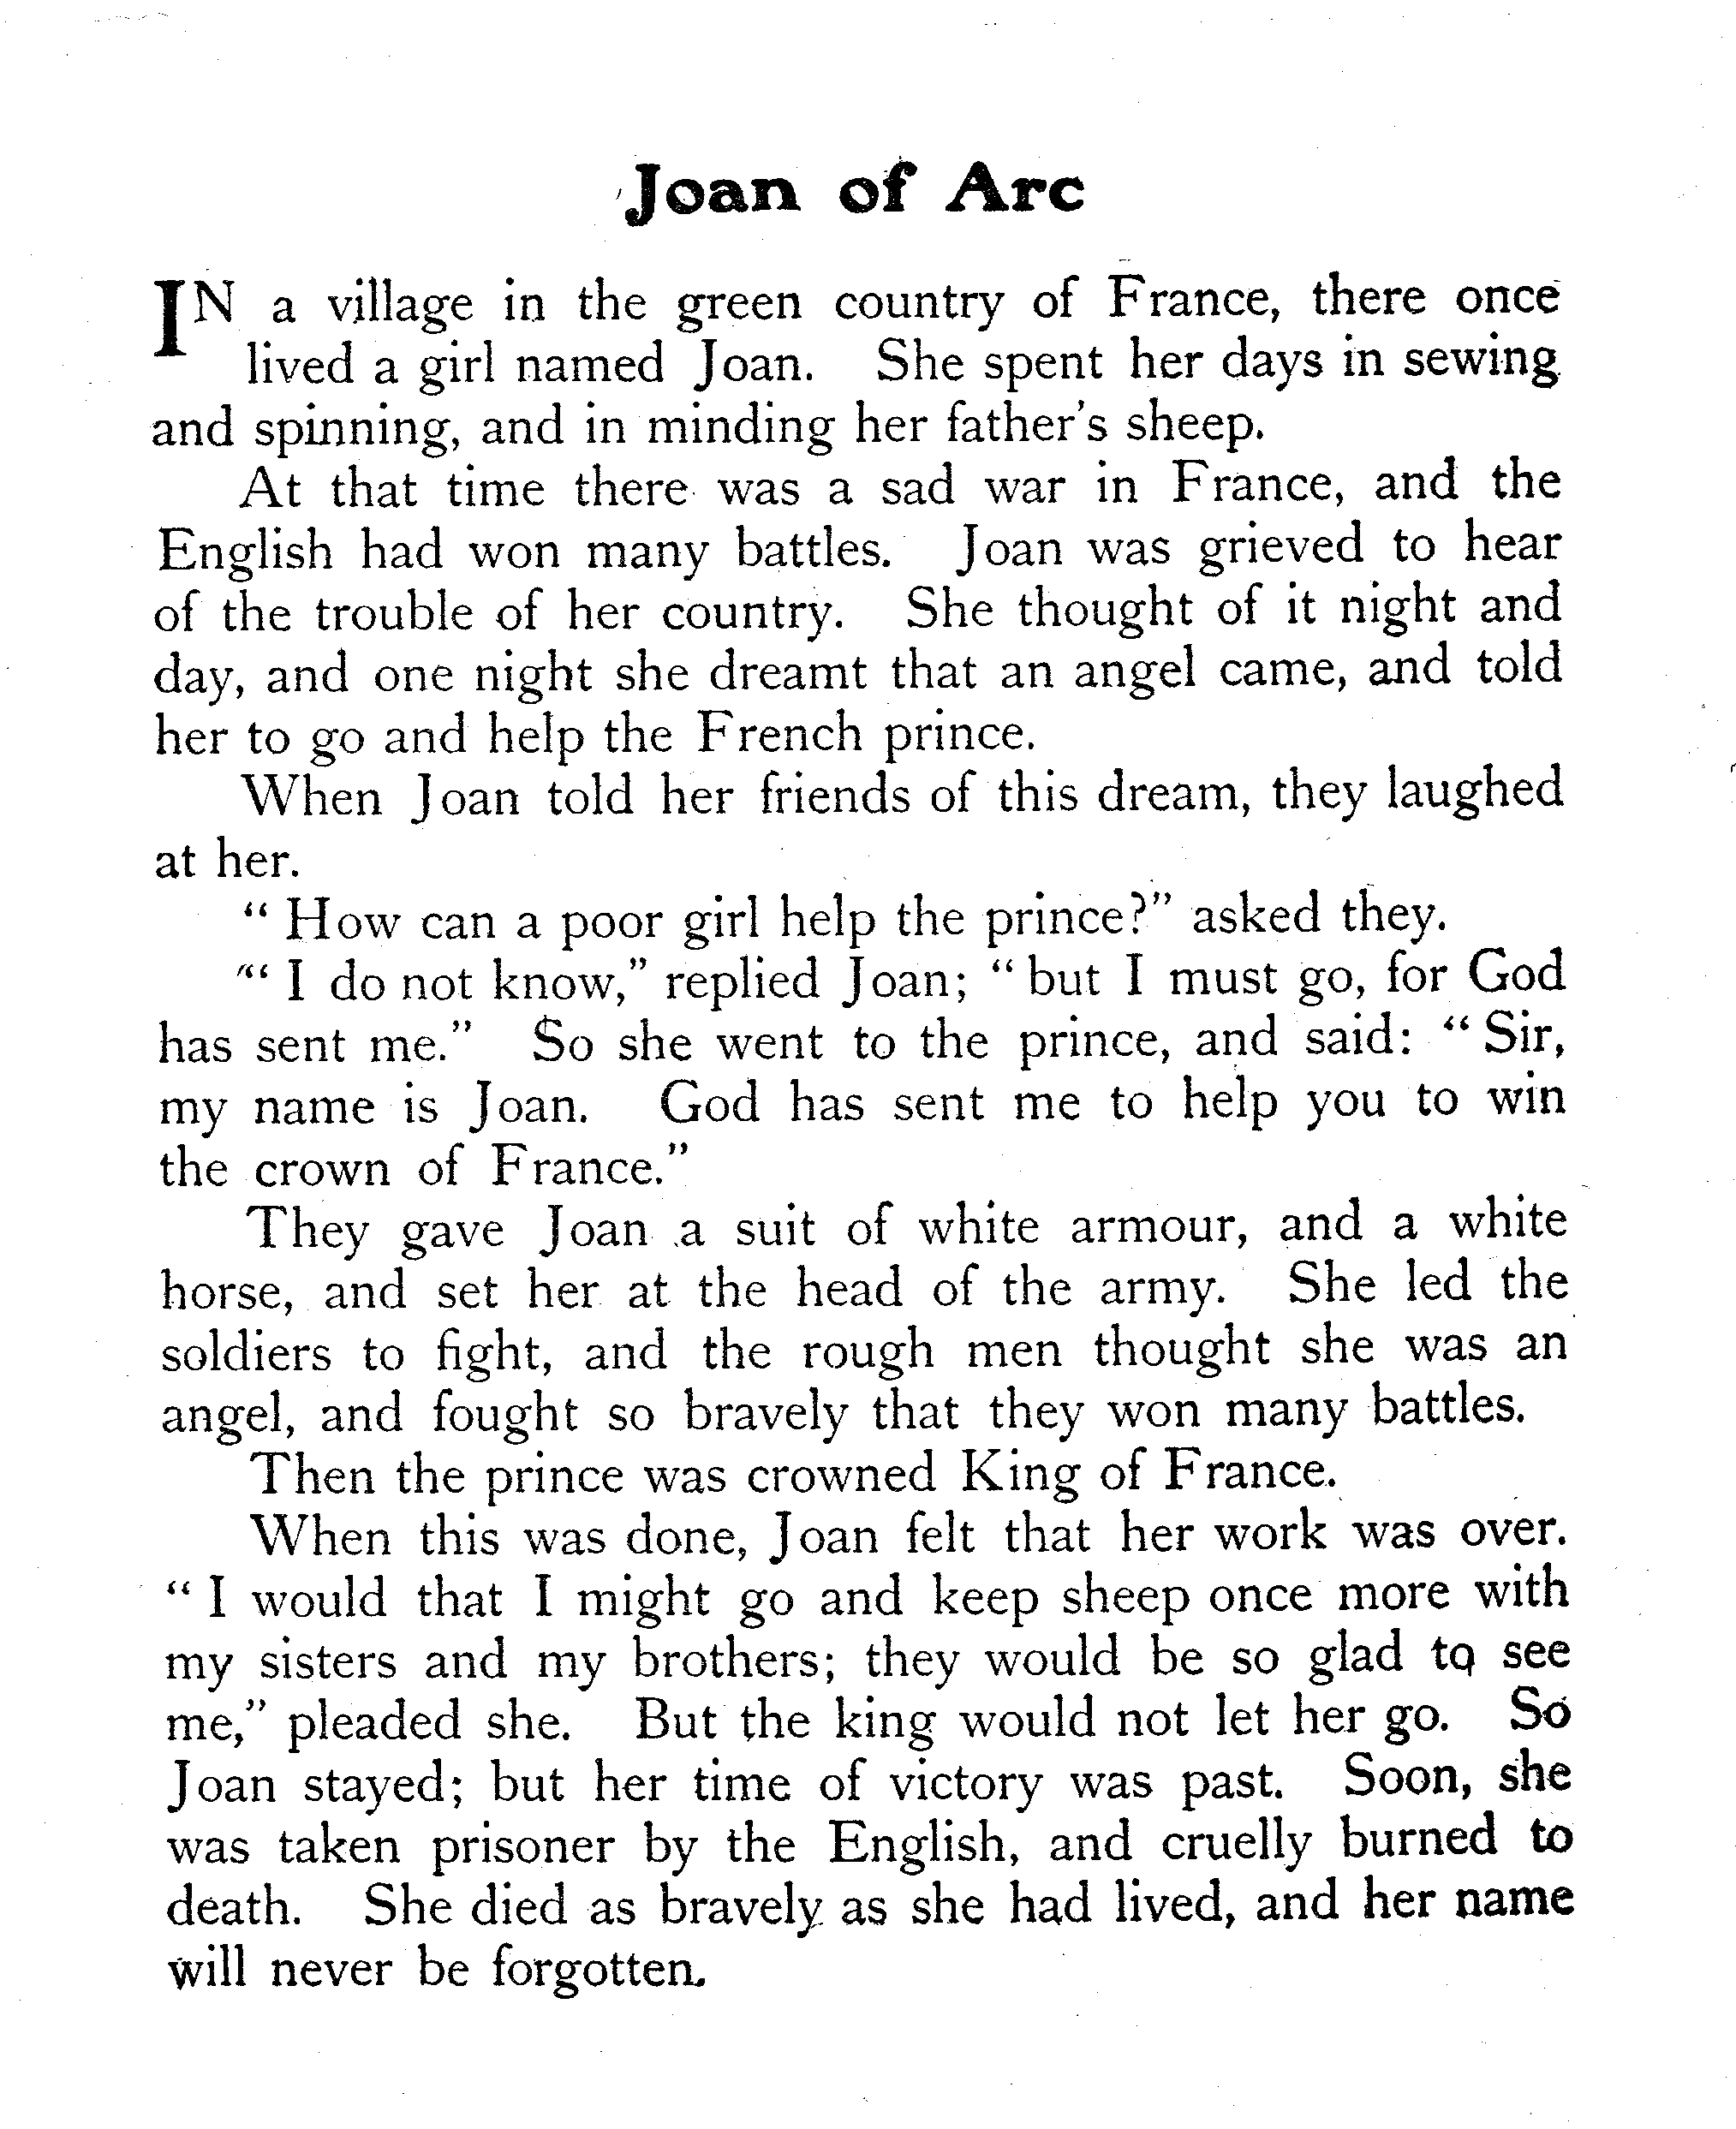 Joan of Arc
IN a village in the green country of France, there once
lived a girl named Joan. She spent her days in sewing
and spinning, and in minding her father's sheep.
At that time there was a sad war in France, and the
English had won many battles. Joan was grieved to hear
of the trouble of her country. She thought of it night and
day, and one night she dreamt that an angel came, and told
her to go and help the French prince.
When Joan told her friends of this dream, they laughed
at her.
“ How can a poor girl help the prince?” asked they.
“ I do not know,” replied Joan; “ but I must go, for God
has sent me.” So she went to the prince, and said: “ Sir,
my name is Joan. God has sent me to help you to win
the crown of France.”
They gave Joan a suit of white armour, and a white
horse, and set her at the head of the army. She led the
soldiers to fight, and the rough men thought she was an
angel, and fought so bravely that they won many battles.
Then the prince was crowned King of France.
When this was done, Joan felt that her work was over.
“ I would that I might go and keep sheep once more with
my sisters and my brothers; they would be so glad to see
me,” pleaded she. But the king would not let her go. So
Joan stayed; but her time of victory was past. Soon, she
was taken prisoner by the English, and cruelly burned to
death. She died as bravely as she had lived, and her name
will never be forgotten.